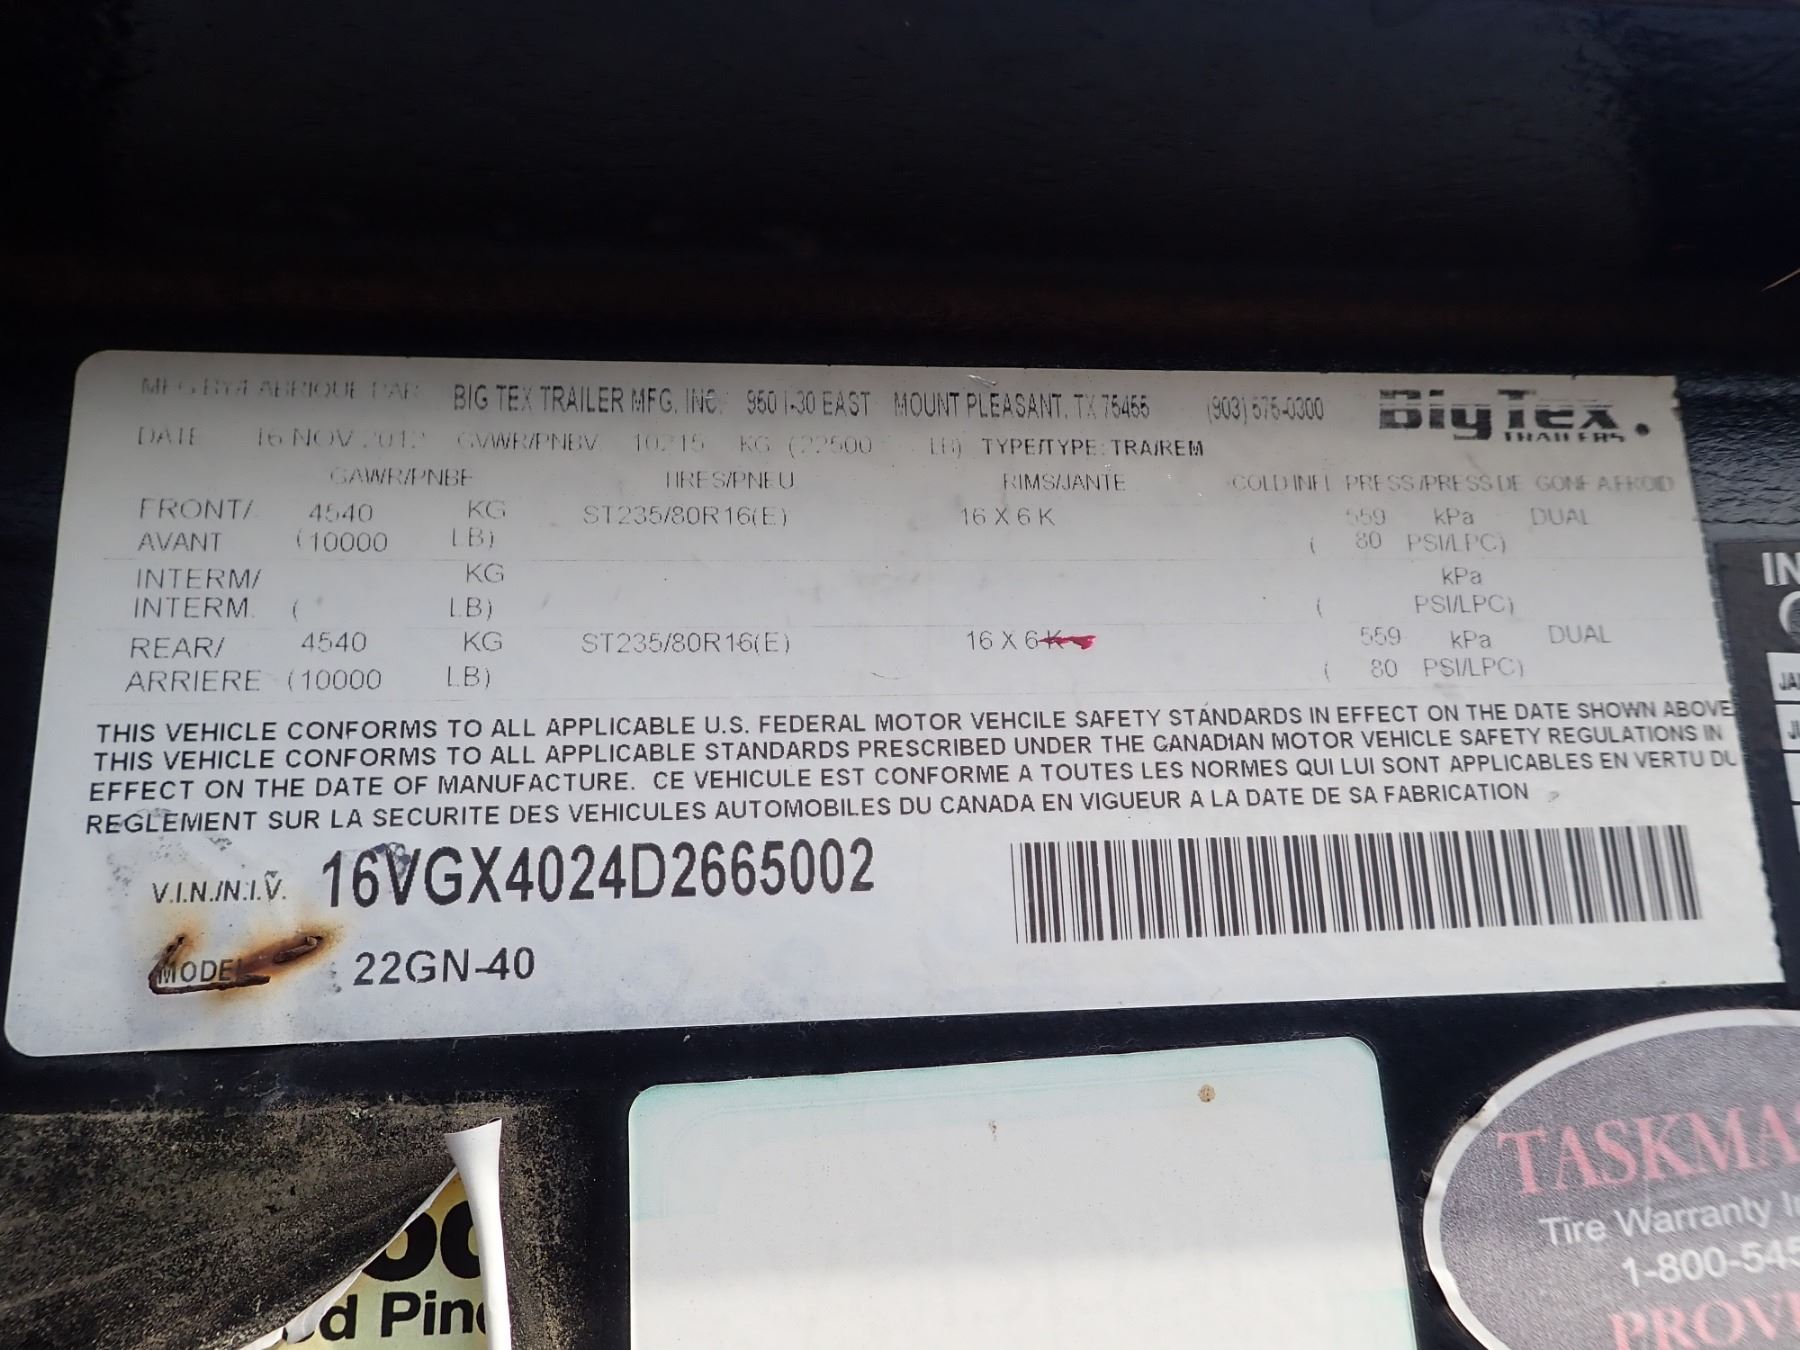 MFG.BY/FABRIQUE PAR BIG TEX TRAILER MFG. INC. 950 I-30 EAST MOUNT PLEASANT, TX 75455 (903) 575-0300 BigTex TRAILERS
DATE 16 NOV 2012 GVWR/PNBV 10215 KG (22500 LB) TYPE/TYPE: TRA/REM
GAWR/PNBE TIRES/PNEU RIMS/JANTE COLD INFL PRESS/PRESS DE GONF A FROID
FRONT/ 4540 KG ST235/80R16(E) 16 X 6 K 559 kPa DUAL
AVANT (10000 LB) ( 80 PSI/LPC)
INTERM/ KG kPa
INTERM. ( LB) ( PSI/LPC)
REAR/ 4540 KG ST235/80R16(E) 16 X 6 K 559 kPa DUAL
ARRIERE (10000 LB) ( 80 PSI/LPC)
THIS VEHICLE CONFORMS TO ALL APPLICABLE U.S. FEDERAL MOTOR VEHCILE SAFETY STANDARDS IN EFFECT ON THE DATE SHOWN ABOVE
THIS VEHICLE CONFORMS TO ALL APPLICABLE STANDARDS PRESCRIBED UNDER THE CANADIAN MOTOR VEHICLE SAFETY REGULATIONS IN
EFFECT ON THE DATE OF MANUFACTURE. CE VEHICULE EST CONFORME A TOUTES LES NORMES QUI LUI SONT APPLICABLES EN VERTU DU
REGLEMENT SUR LA SECURITE DES VEHICULES AUTOMOBILES DU CANADA EN VIGUEUR A LA DATE DE SA FABRICATION
V.I.N./N.I.V. 16VGX4024D2665002
MODEL 22GN-40
TASKMA
Tire Warranty
1-800-545
PROV
d Pin